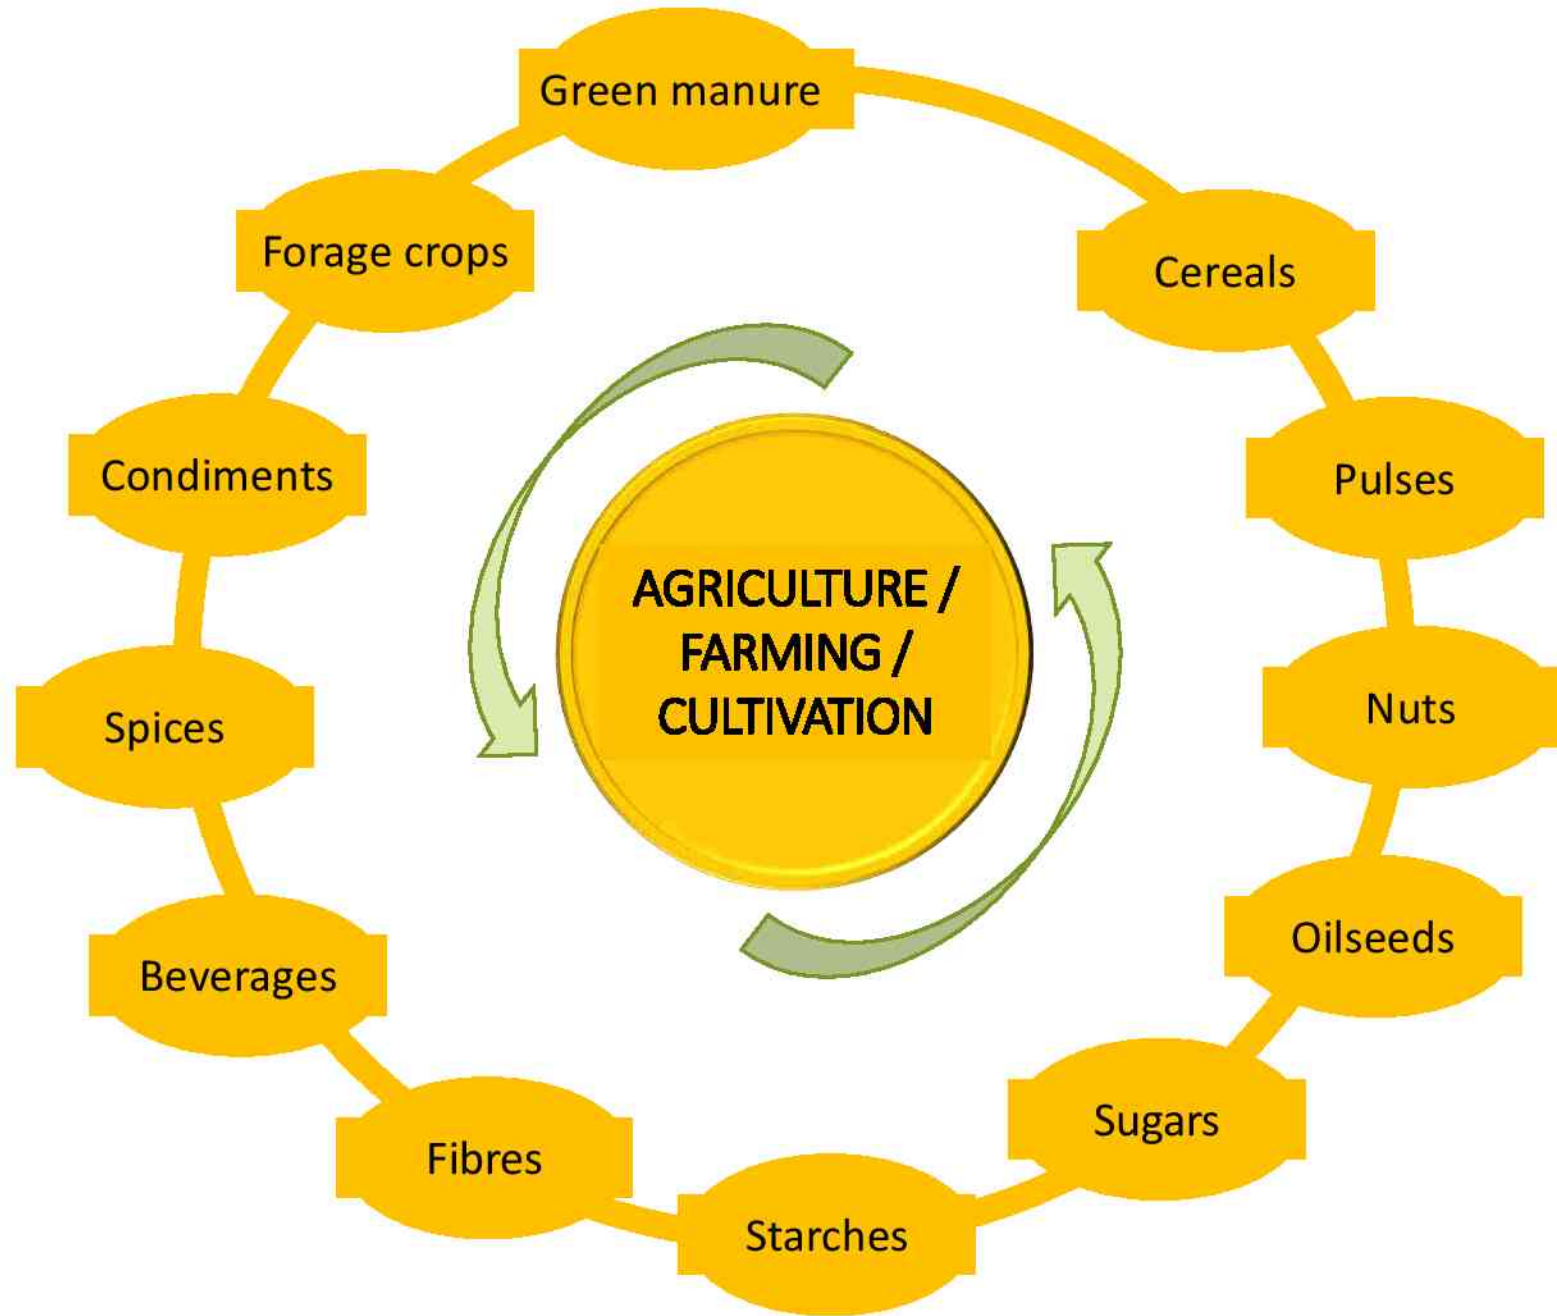 Green manure
Cereals
Pulses
Nuts
Oilseeds
Sugars
Starches
Fibres
Beverages
Spices
Condiments
Forage crops
AGRICULTURE /
FARMING /
CULTIVATION